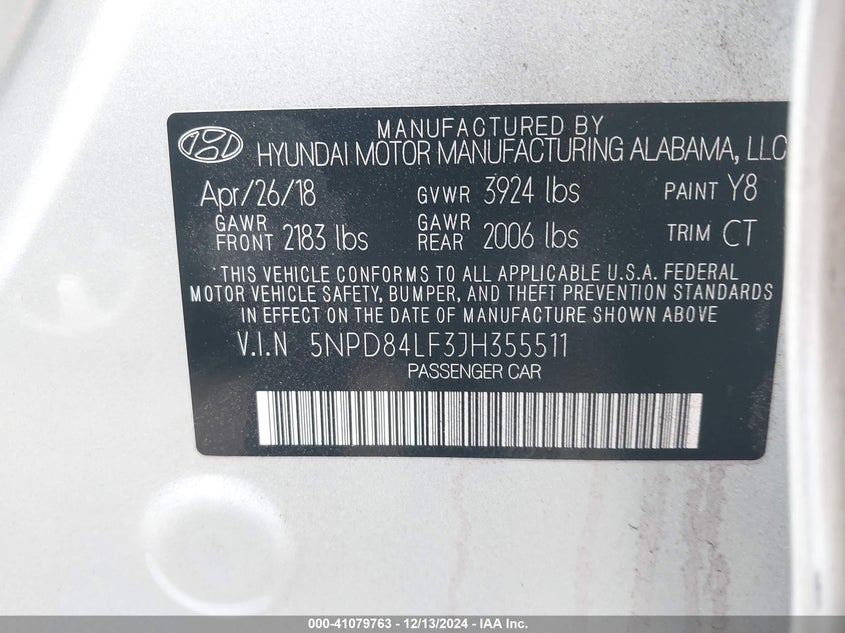 MANUFACTURED BY
HYUNDAI MOTOR MANUFACTURING ALABAMA, LLC
Apr/26/18 GVWR 3924 lbs PAINT Y8
GAWR FRONT 2183 lbs GAWR REAR 2006 lbs TRIM CT
THIS VEHICLE CONFORMS TO ALL APPLICABLE U.S.A. FEDERAL
MOTOR VEHICLE SAFETY, BUMPER, AND THEFT PREVENTION STANDARDS
IN EFFECT ON THE DATE OF MANUFACTURE SHOWN ABOVE
V.I.N 5NPD84LF3JH355511
PASSENGER CAR
000-41079763 - 12/13/2024 - IAA Inc.